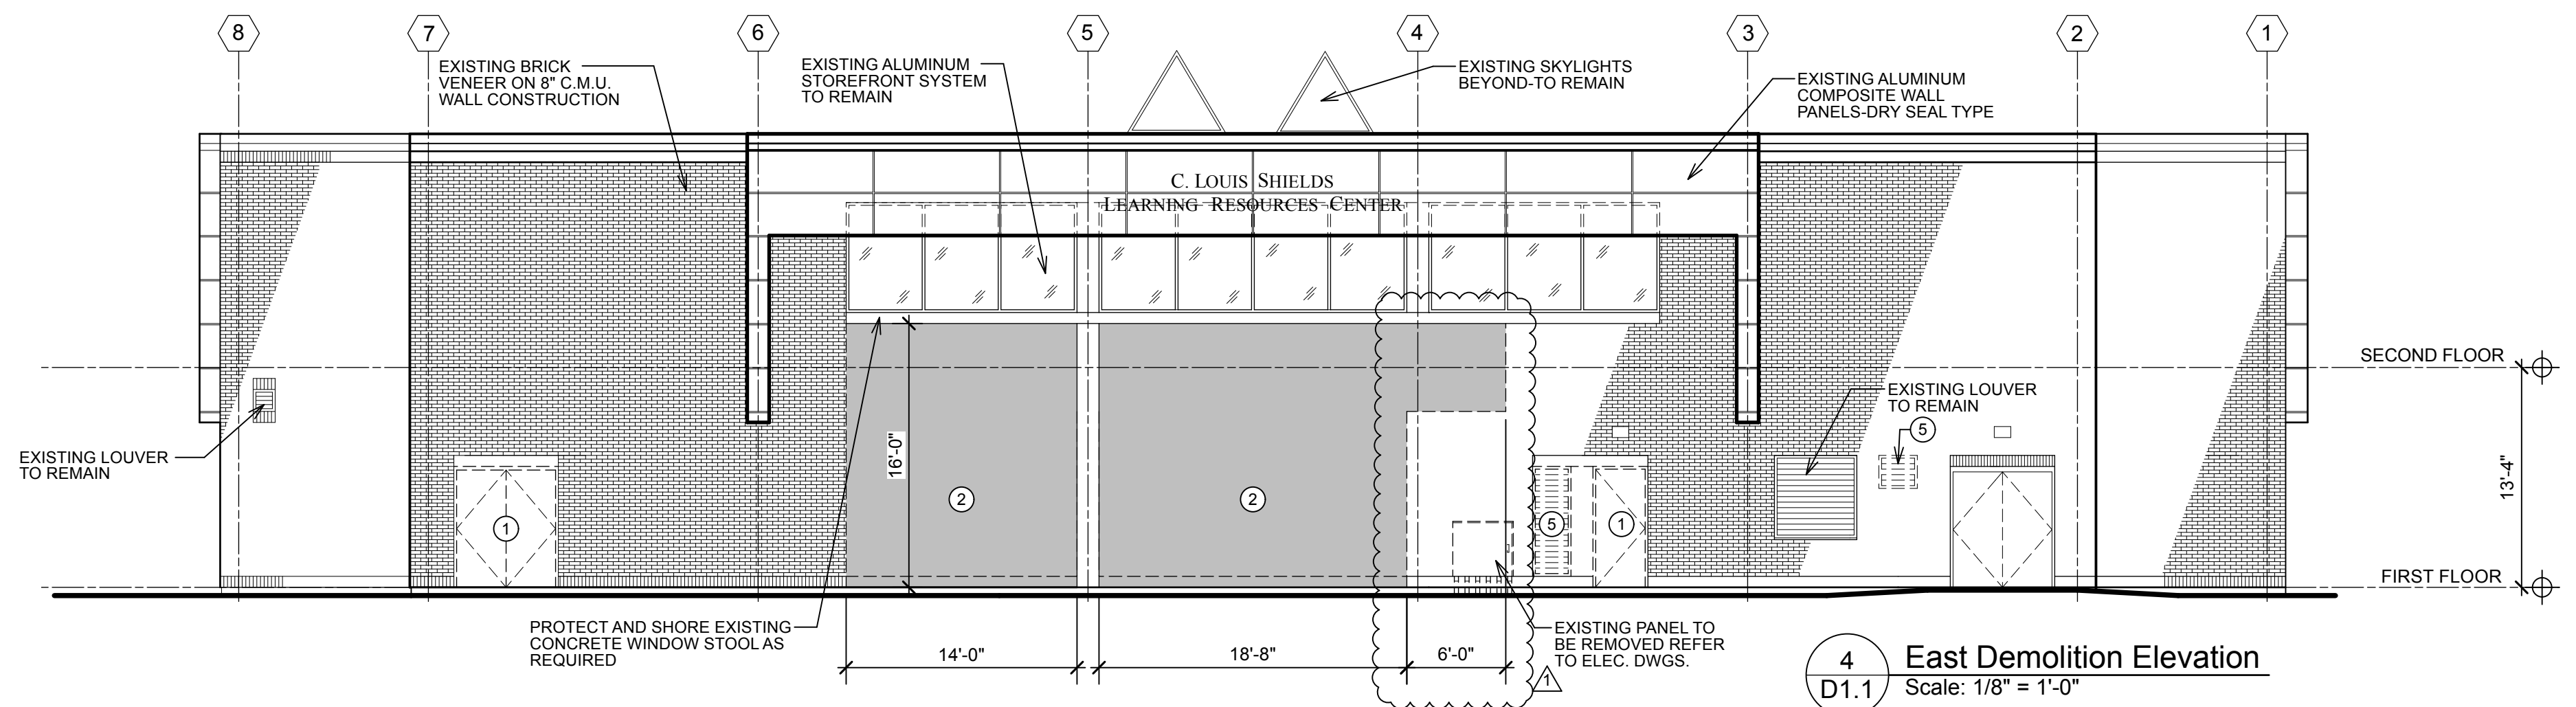 8
7
6
5
4
3
2
1
EXISTING BRICK
VENEER ON 8" C.M.U.
WALL CONSTRUCTION
EXISTING ALUMINUM
STOREFRONT SYSTEM
TO REMAIN
EXISTING SKYLIGHTS
BEYOND-TO REMAIN
EXISTING ALUMINUM
COMPOSITE WALL
PANELS-DRY SEAL TYPE
C. LOUIS SHIELDS
LEARNING RESOURCES CENTER
SECOND FLOOR
EXISTING LOUVER
TO REMAIN
5
EXISTING LOUVER
TO REMAIN
16'-0"
13'-4"
1
2
2
5
1
FIRST FLOOR
PROTECT AND SHORE EXISTING
CONCRETE WINDOW STOOL AS
REQUIRED
14'-0"
18'-8"
6'-0"
EXISTING PANEL TO
BE REMOVED REFER
TO ELEC. DWGS.
1
4
D1.1
East Demolition Elevation
Scale: 1/8" = 1'-0"